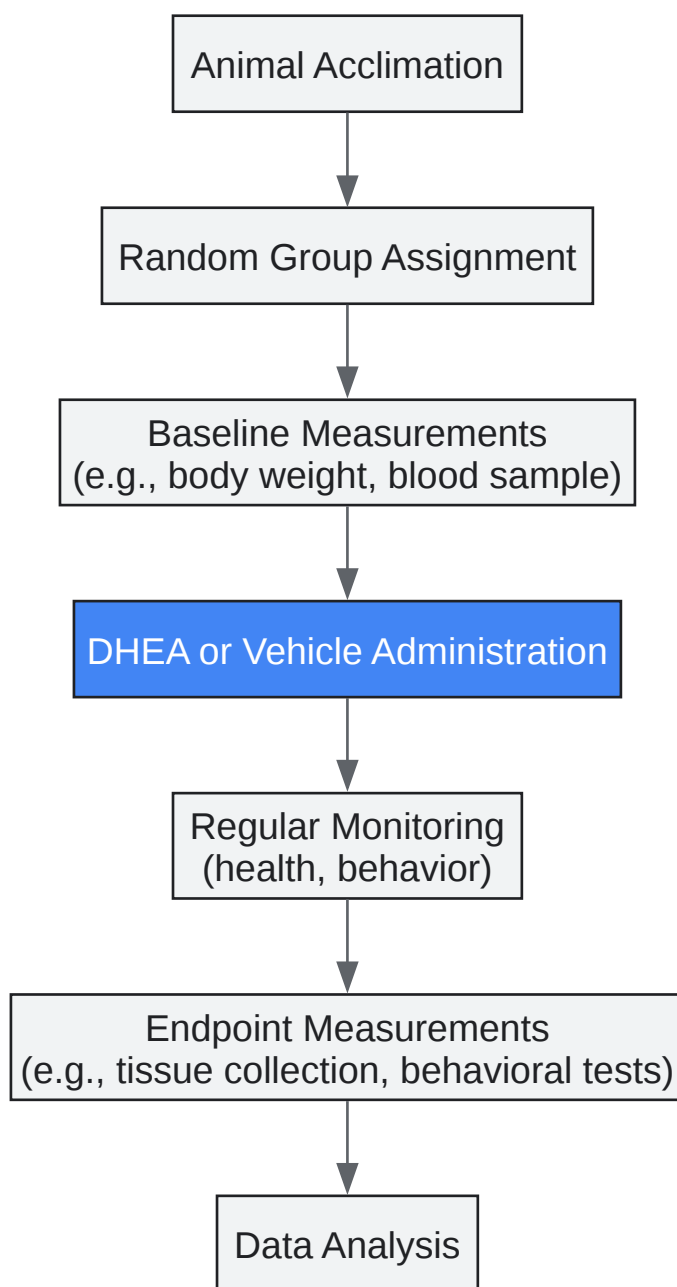 Animal Acclimation
Random Group Assignment
Baseline Measurements
(e.g., body weight, blood sample)
DHEA or Vehicle Administration
Regular Monitoring
(health, behavior)
Endpoint Measurements
(e.g., tissue collection, behavioral tests)
Data Analysis